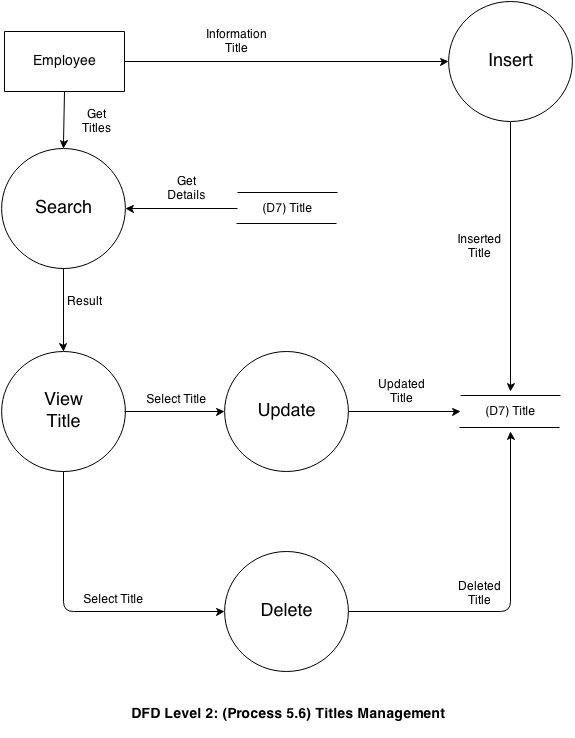 Information
Title
Employee
Insert
Get
Titles
Get
Details
Search
(D7) Title
Inserted
Title
Result
View
Title
Select Title
Update
Updated
Title
(D7) Title
Select Title
Delete
Deleted
Title
DFD Level 2: (Process 5.6) Titles Management